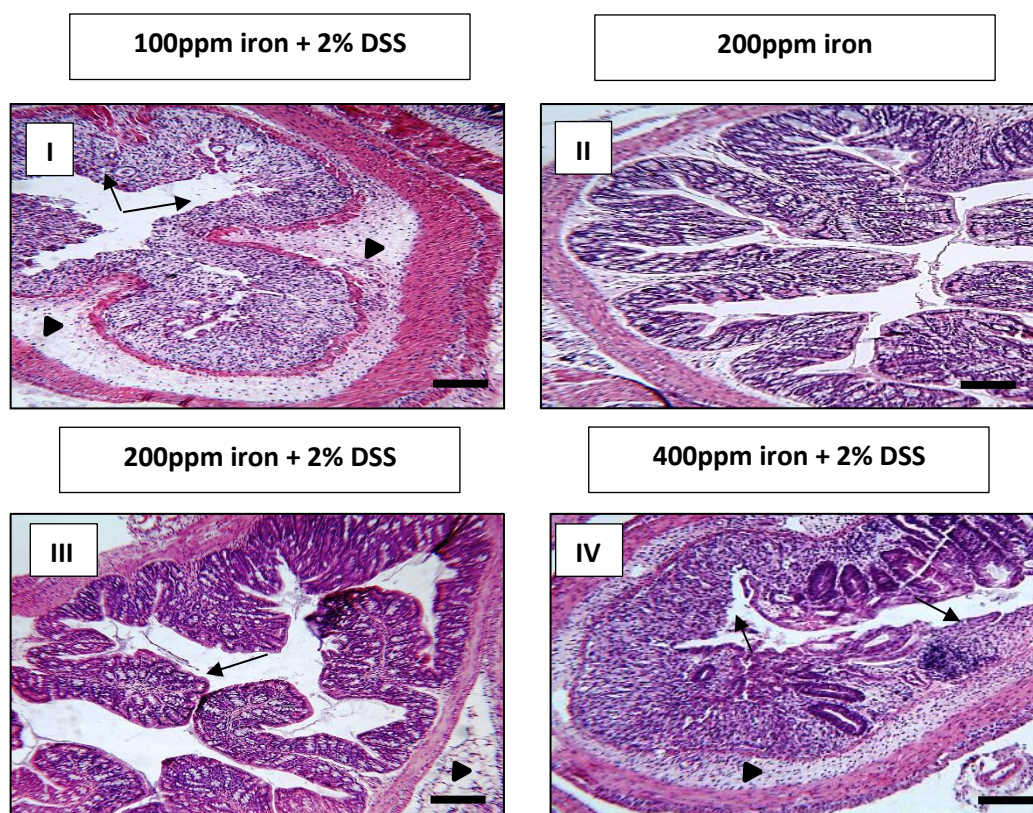 100ppm iron + 2% DSS
200ppm iron
I
II
200ppm iron + 2% DSS
400ppm iron + 2% DSS
III
IV